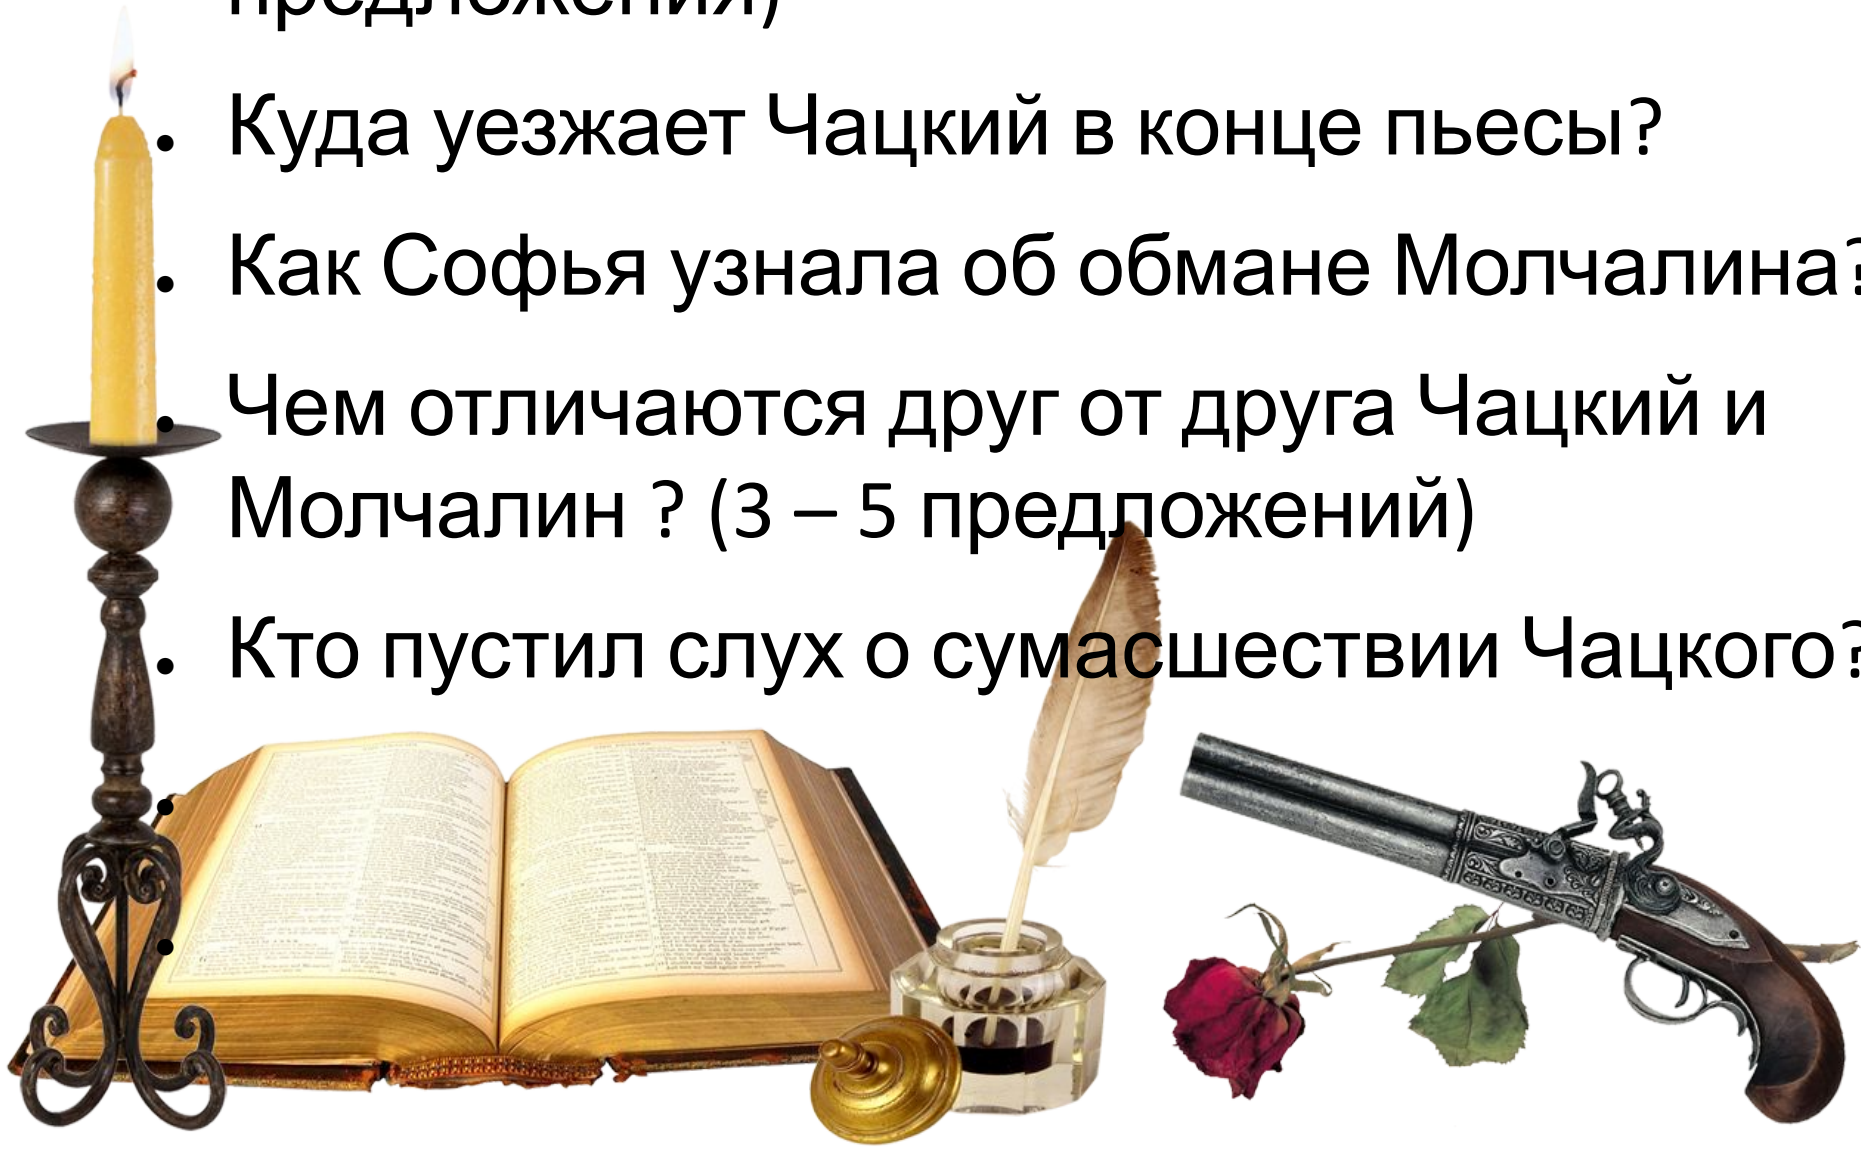 предложения)
• Куда уезжает Чацкий в конце пьесы?
• Как Софья узнала об обмане Молчалина?
• Чем отличаются друг от друга Чацкий и
Молчалин ? (3 – 5 предложений)
• Кто пустил слух о сумасшествии Чацкого?
•
•